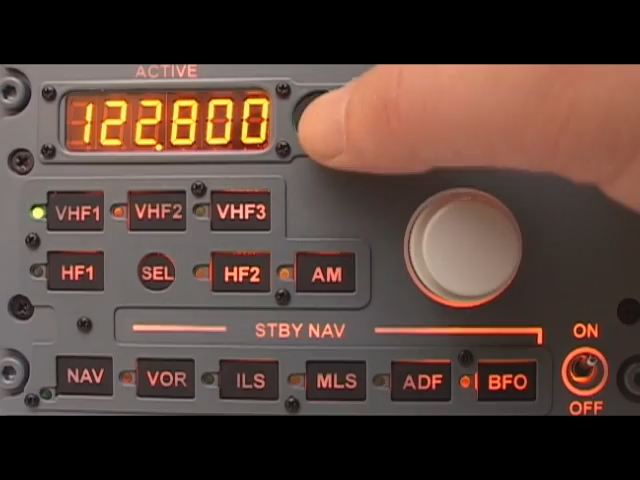 ACTIVE
122.800
VHF1 VHF2 VHF3
HF1 SEL HF2 AM
STBY NAV
ON
NAV VOR ILS MLS ADF BFO
OFF